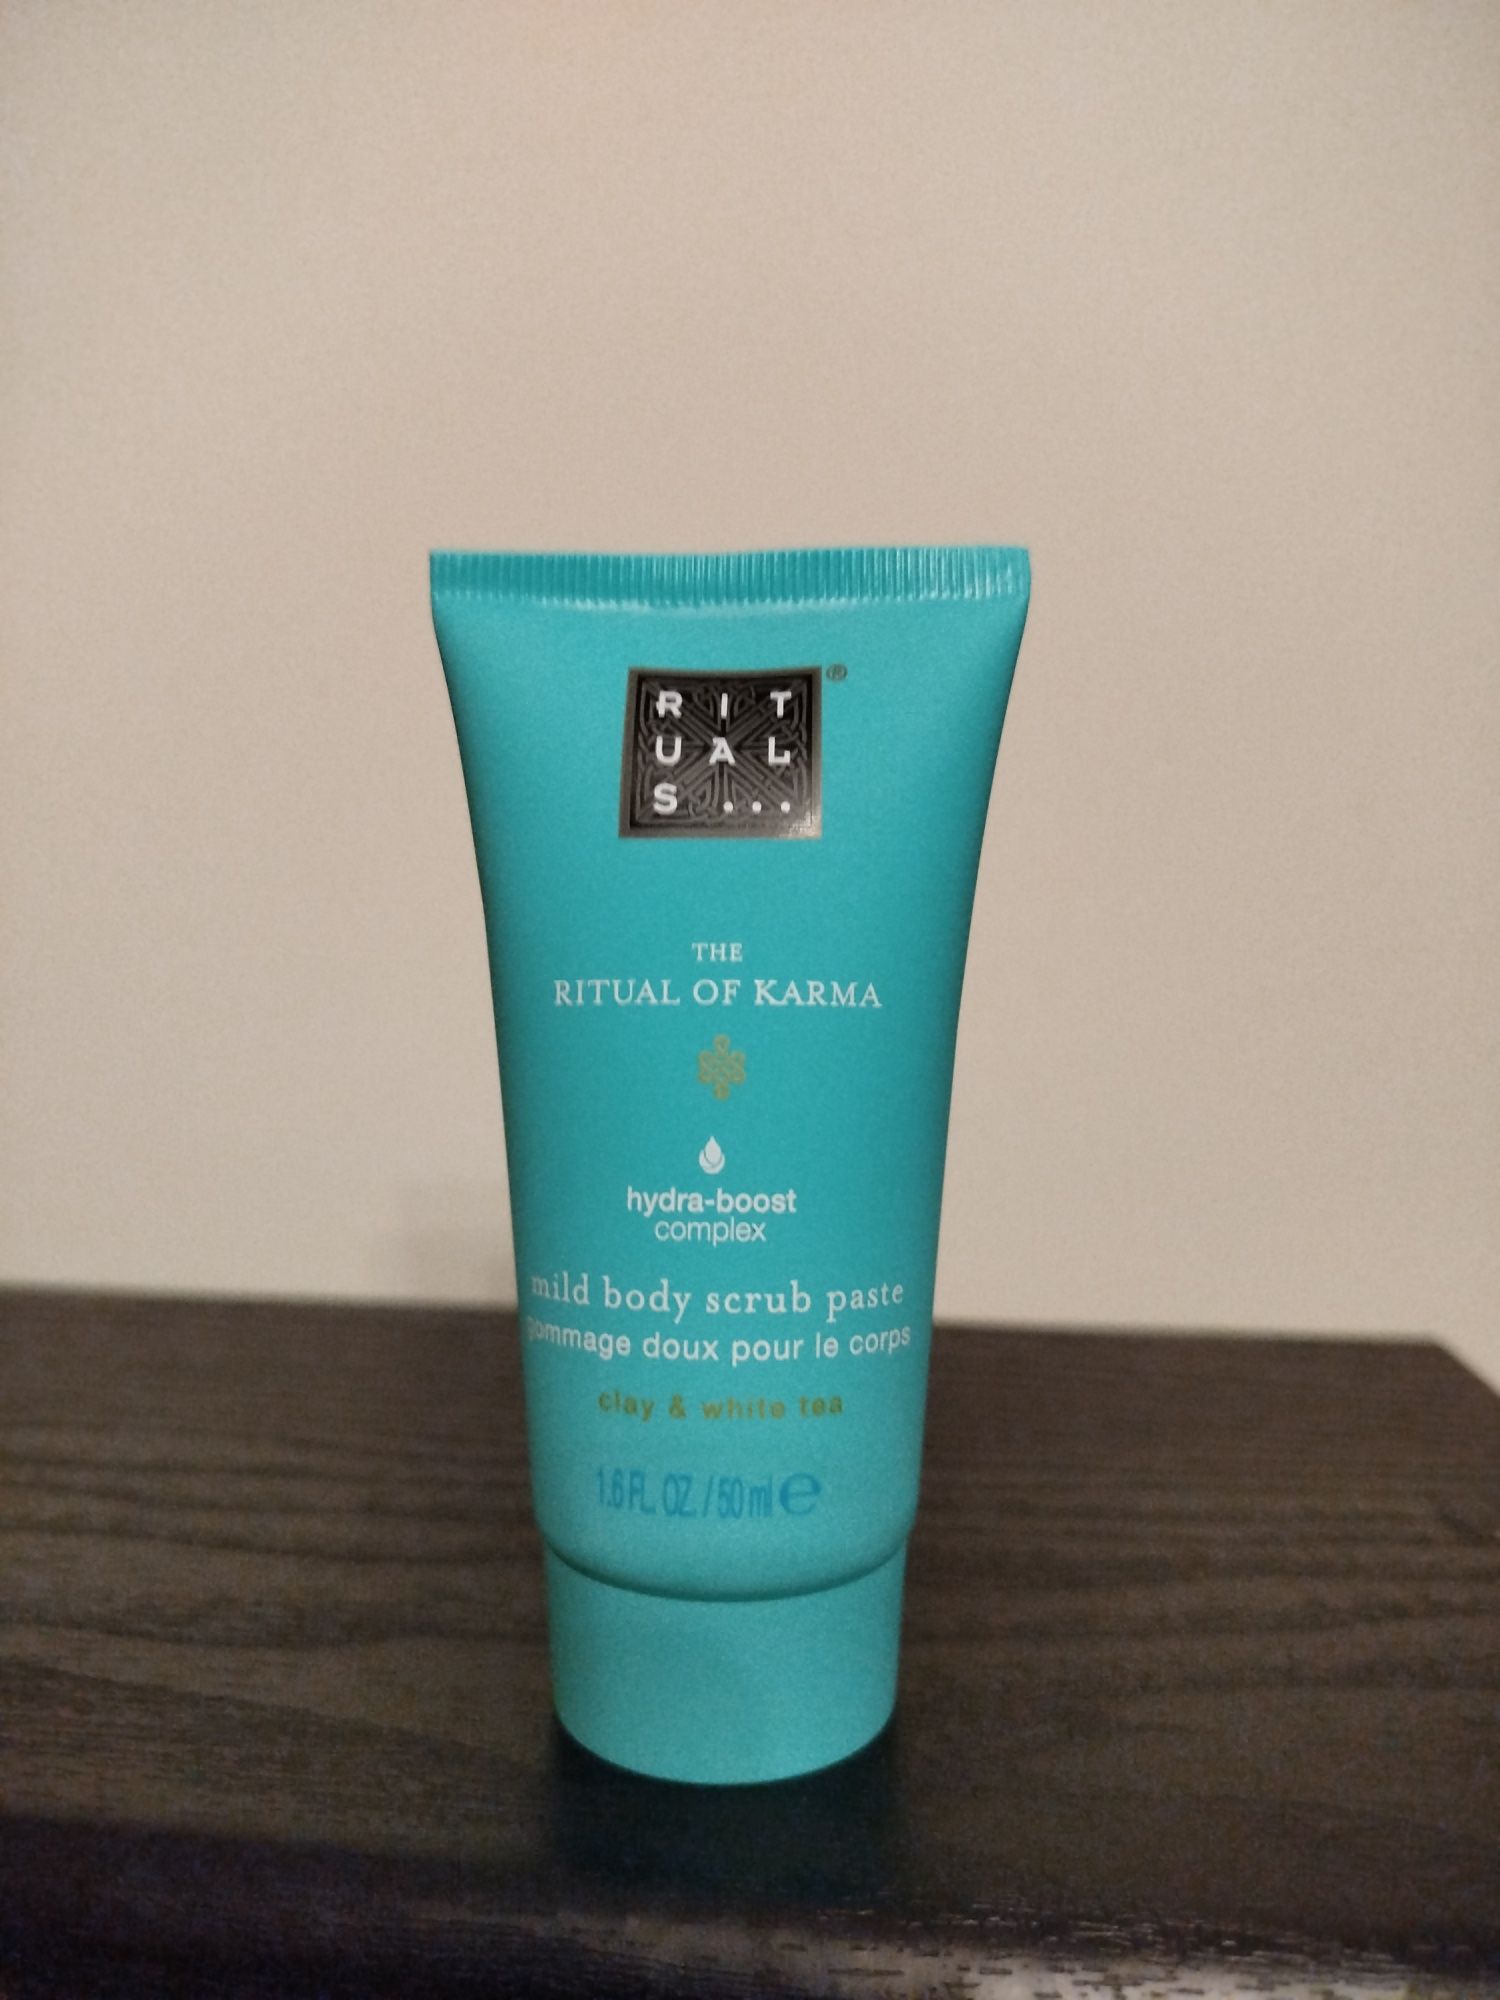 RIT
UAL
S...
®
THE
RITUAL OF KARMA
hydra-boost
complex
mild body scrub paste
gommage doux pour le corps
clay & white tea
1.6 FL. OZ. / 50 ml ℮